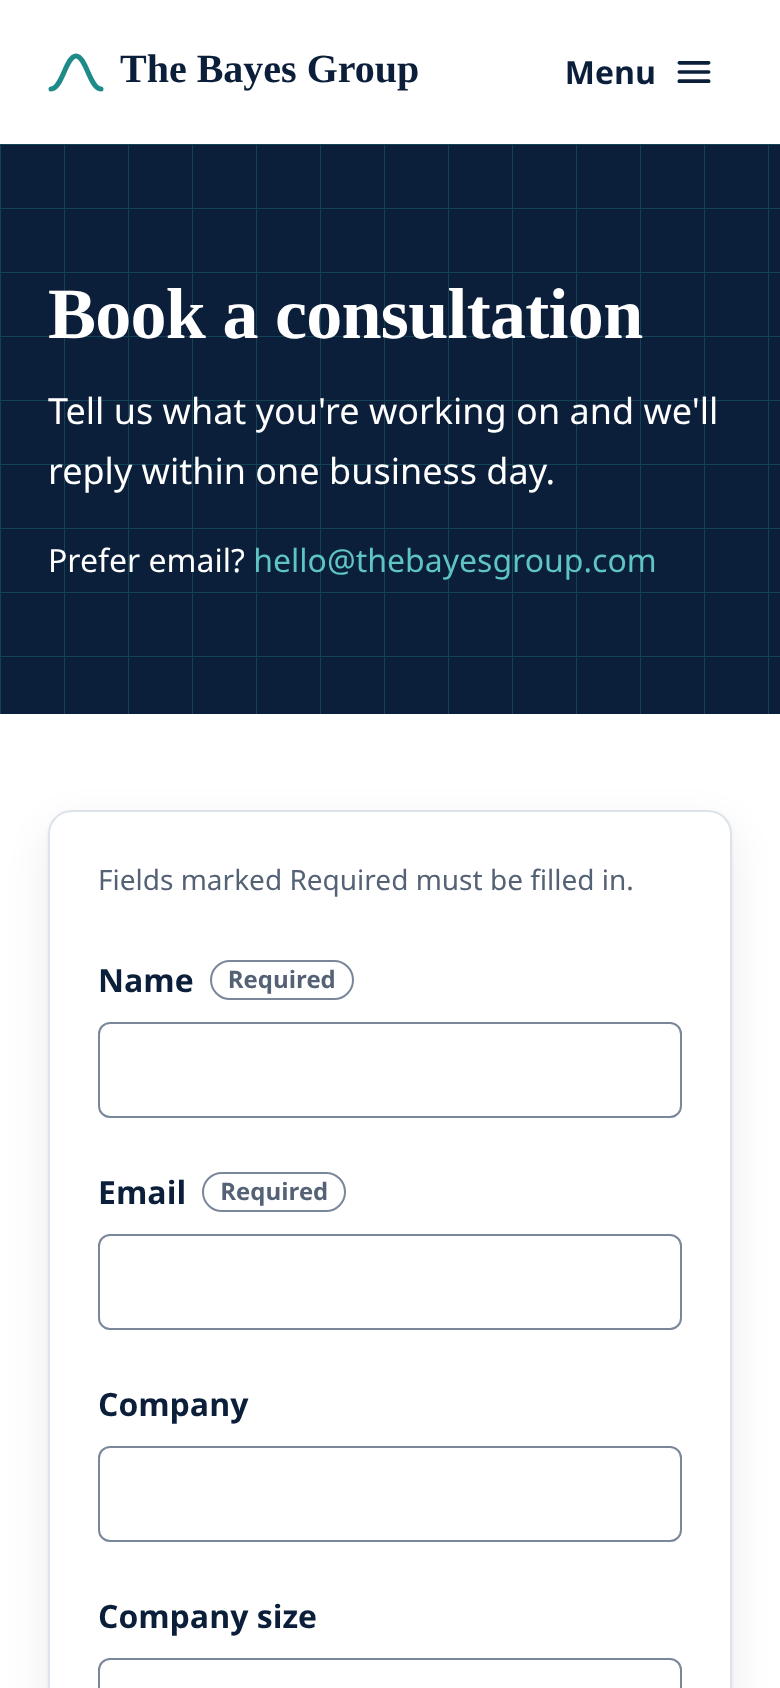 The Bayes Group
Menu
Book a consultation
Tell us what you're working on and we'll
reply within one business day.
Prefer email? hello@thebayesgroup.com
Fields marked Required must be filled in.
Name Required
Email Required
Company
Company size